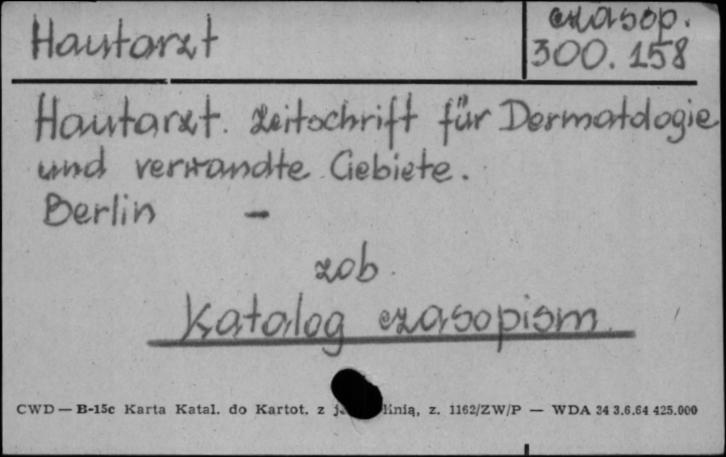 Hautarzt
czasop.
300.158
Hautarzt. Zeitschrift für Dermatologie
und verwandte Gebiete.
Berlin –
zob.
Katalog czasopism.
CWD — B-15c Karta Katal. do Kartot. z linią, z. 1162/ZW/P — WDA 34 3.6.64 425.000